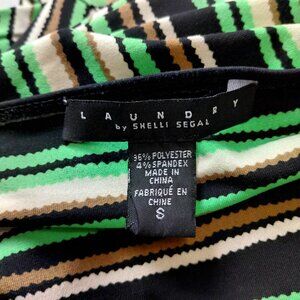 LAUNDRY
by SHELLI SEGAL
96% POLYESTER
4% SPANDEX
MADE IN
CHINA
FABRIQUÉ EN
CHINE
S